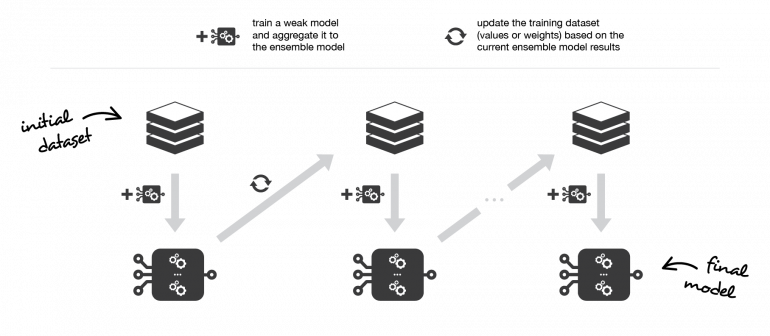 train a weak model
and aggregate it to
the ensemble model
update the training dataset
(values or weights) based on the
current ensemble model results
initial
dataset
...
final
model